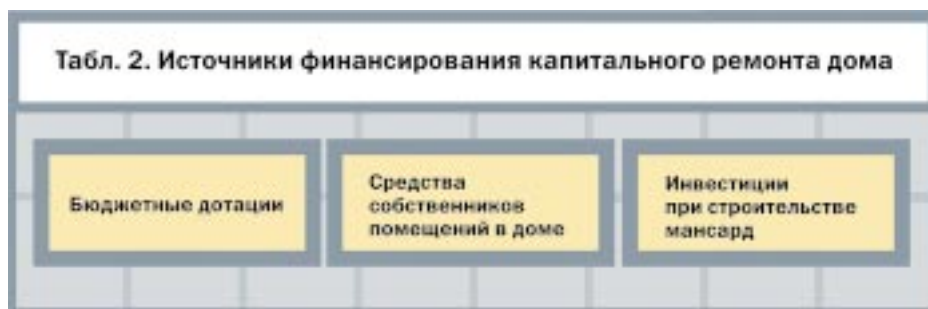 Табл. 2. Источники финансирования капитального ремонта дома
Бюджетные дотации
Средства
собственников
помещений в доме
Инвестиции
при строительстве
мансард